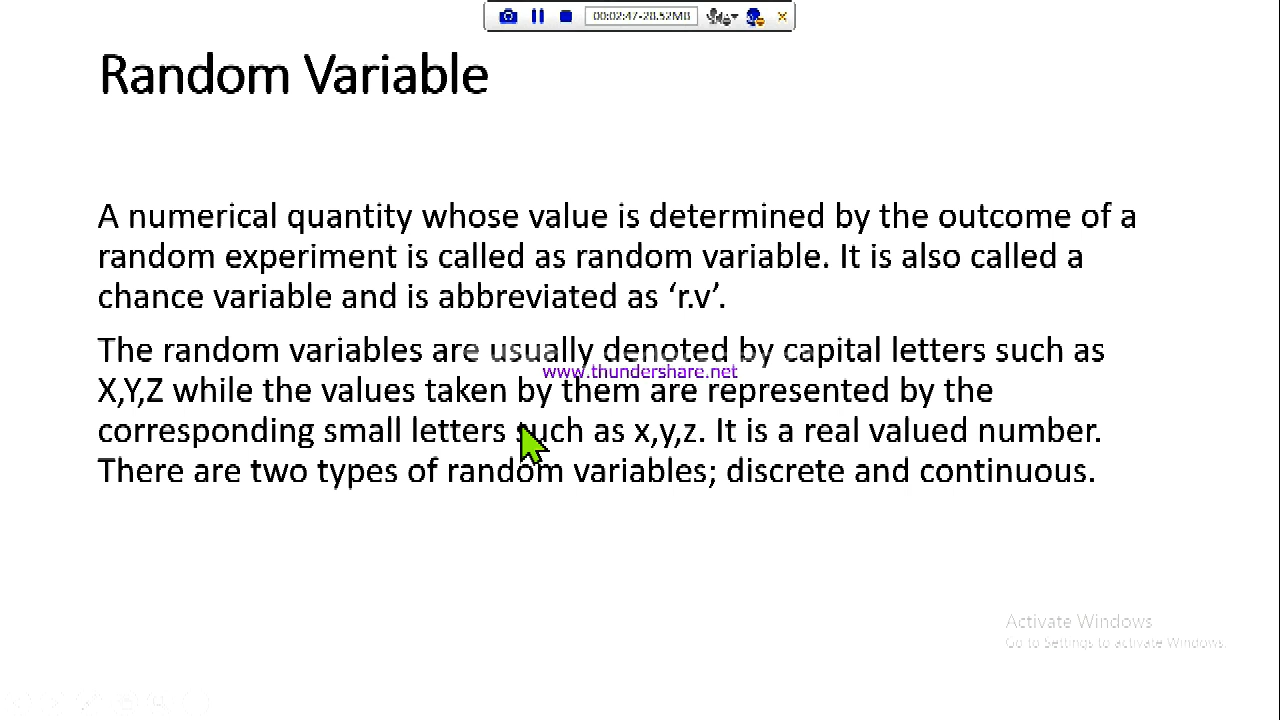 00:02:47-28.52MB
Random Variable
A numerical quantity whose value is determined by the outcome of a
random experiment is called as random variable. It is also called a
chance variable and is abbreviated as ‘r.v’.
The random variables are usually denoted by capital letters such as
www.thundershare.net
X,Y,Z while the values taken by them are represented by the
corresponding small letters such as x,y,z. It is a real valued number.
There are two types of random variables; discrete and continuous.
Activate Windows
Go to Settings to activate Windows.